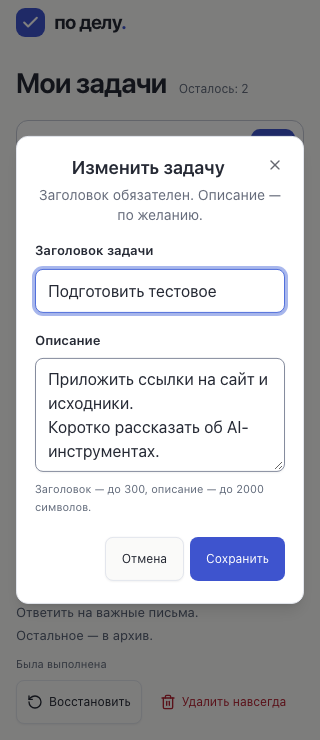 по делу.
Мои задачи Осталось: 2
Изменить задачу
Заголовок обязателен. Описание —
по желанию.
Заголовок задачи
Подготовить тестовое
Описание
Приложить ссылки на сайт и
исходники.
Коротко рассказать об AI-
инструментах.
Заголовок — до 300, описание — до 2000
символов.
Отмена Сохранить
Ответить на важные письма.
Остальное — в архив.
Была выполнена
Восстановить Удалить навсегда